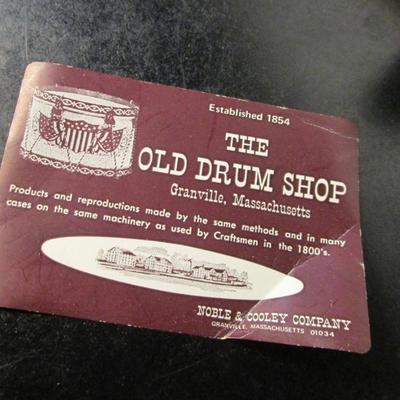 Established 1854
THE
OLD DRUM SHOP
Granville, Massachusetts
Products and reproductions made by the same methods and in many
cases on the same machinery as used by Craftsmen in the 1800's.
NOBLE & COOLEY COMPANY
GRANVILLE, MASSACHUSETTS 01034